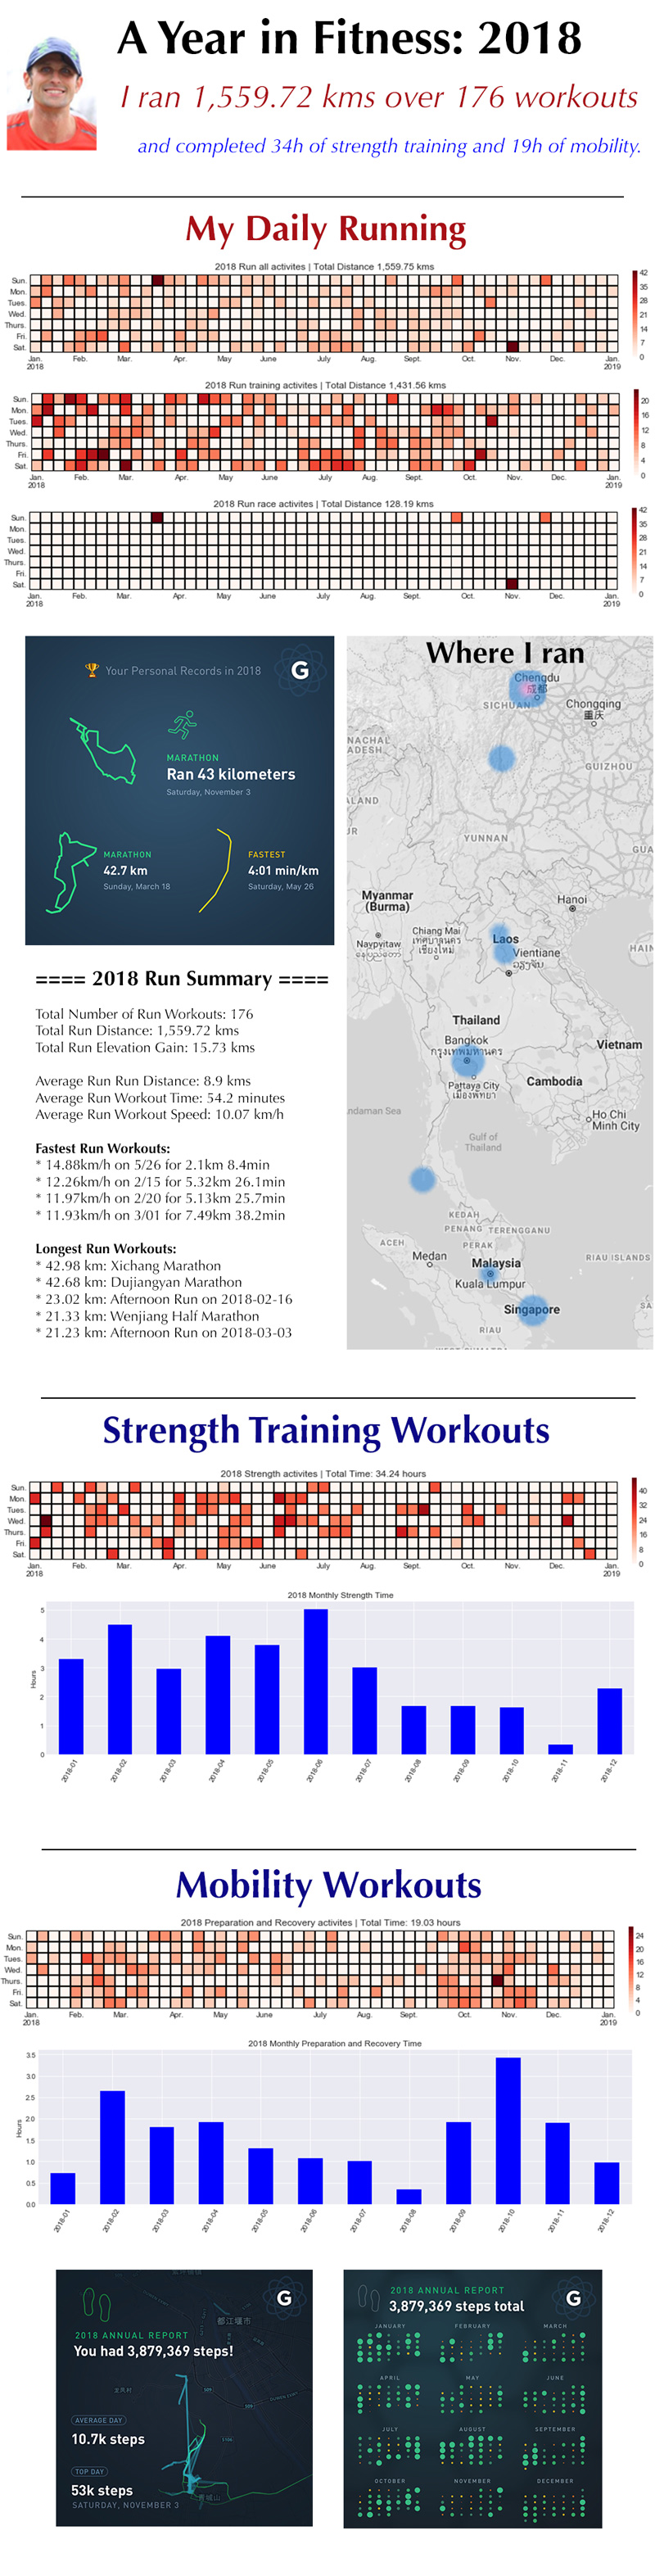 A Year in Fitness: 2018
I ran 1,559.72 kms over 176 workouts
and completed 34h of strength training and 19h of mobility.
My Daily Running
2018 Run all activites | Total Distance 1,559.75 kms
Sun.
Mon.
Tues.
Wed.
Thurs.
Fri.
Sat.
42
35
28
21
14
7
0
Jan. Feb. Mar. Apr. May June July Aug. Sept. Oct. Nov. Dec. Jan.
2018 2019
2018 Run training activites | Total Distance 1,431.56 kms
Sun.
Mon.
Tues.
Wed.
Thurs.
Fri.
Sat.
20
16
12
8
4
0
Jan. Feb. Mar. Apr. May June July Aug. Sept. Oct. Nov. Dec. Jan.
2018 2019
2018 Run race activites | Total Distance 128.19 kms
Sun.
Mon.
Tues.
Wed.
Thurs.
Fri.
Sat.
42
35
28
21
14
7
0
Jan. Feb. Mar. Apr. May June July Aug. Sept. Oct. Nov. Dec. Jan.
2018 2019
Your Personal Records in 2018
G
MARATHON
Ran 43 kilometers
Saturday, November 3
MARATHON
42.7 km
Sunday, March 18
FASTEST
4:01 min/km
Saturday, May 26
Where I ran
Chengdu
成都
SICHUAN
Chongqing
重庆
NACHAL
ADESH
GUIZHOU
ALAND
UR
YUNNAN
GUA
Myanmar
(Burma)
Hanoi
Chiang Mai
เชียงใหม่
Naypyitaw
Laos
Vientiane
HAIN
Thailand
Bangkok
กรุงเทพมหานคร
Vietnam
Pattaya City
เมืองพัทยา
Cambodia
ndaman Sea
Ho Chi
Minh City
Gulf of
Thailand
KEDAH
PENANG TERENGGANU
ACEH
PERAK
Medan
Malaysia
RIAU ISLANDS
Kuala Lumpur
Singapore
SA
RIAU
==== 2018 Run Summary ====
Total Number of Run Workouts: 176
Total Run Distance: 1,559.72 kms
Total Run Elevation Gain: 15.73 kms
Average Run Run Distance: 8.9 kms
Average Run Workout Time: 54.2 minutes
Average Run Workout Speed: 10.07 km/h
Fastest Run Workouts:
* 14.88km/h on 5/26 for 2.1km 8.4min
* 12.26km/h on 2/15 for 5.32km 26.1min
* 11.97km/h on 2/20 for 5.13km 25.7min
* 11.93km/h on 3/01 for 7.49km 38.2min
Longest Run Workouts:
* 42.98 km: Xichang Marathon
* 42.68 km: Dujiangyan Marathon
* 23.02 km: Afternoon Run on 2018-02-16
* 21.33 km: Wenjiang Half Marathon
* 21.23 km: Afternoon Run on 2018-03-03
Strength Training Workouts
2018 Strength activites | Total Time: 34.24 hours
Sun.
Mon.
Tues.
Wed.
Thurs.
Fri.
Sat.
40
32
24
16
8
0
Jan. Feb. Mar. Apr. May June July Aug. Sept. Oct. Nov. Dec. Jan.
2018 2019
2018 Monthly Strength Time
Hours
5
4
3
2
1
0
2018-01 2018-02 2018-03 2018-04 2018-05 2018-06 2018-07 2018-08 2018-09 2018-10 2018-11 2018-12
Mobility Workouts
2018 Preparation and Recovery activites | Total Time: 19.03 hours
Sun.
Mon.
Tues.
Wed.
Thurs.
Fri.
Sat.
24
20
16
12
8
4
0
Jan. Feb. Mar. Apr. May June July Aug. Sept. Oct. Nov. Dec. Jan.
2018 2019
2018 Monthly Preparation and Recovery Time
Hours
3.5
3.0
2.5
2.0
1.5
1.0
0.5
0.0
2018-01 2018-02 2018-03 2018-04 2018-05 2018-06 2018-07 2018-08 2018-09 2018-10 2018-11 2018-12
G
都江堰市
2018 ANNUAL REPORT
You had 3,879,369 steps!
AVERAGE DAY
10.7k steps
TOP DAY
53k steps
SATURDAY, NOVEMBER 3
青城山
2018 ANNUAL REPORT
3,879,369 steps total
G
JANUARY FEBRUARY MARCH
APRIL MAY JUNE
JULY AUGUST SEPTEMBER
OCTOBER NOVEMBER DECEMBER